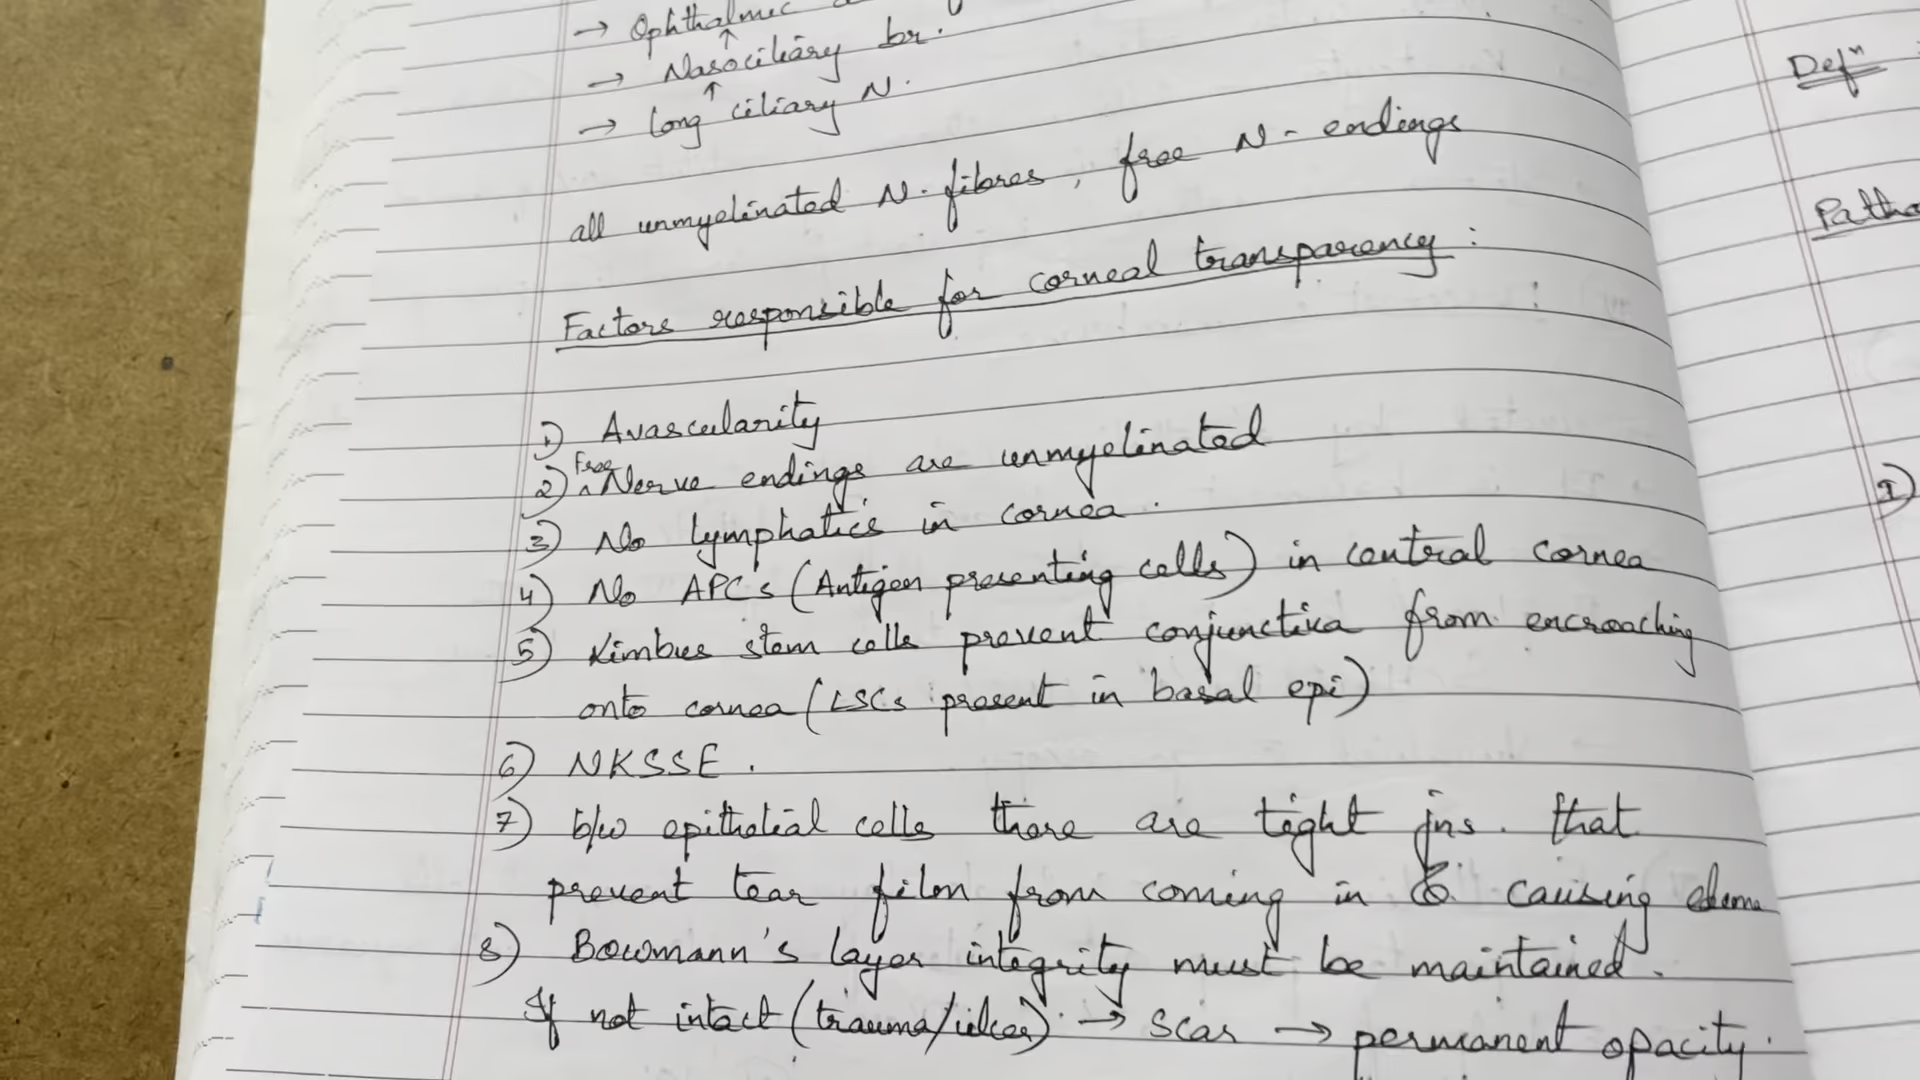 → Ophthalmic
↑
→ Nasociliary br.
↑
→ long ciliary N.
all unmyelinated N. fibres, free N- endings
Factors responsible for corneal transparency :
1) Avascularity
2) Free ^ Nerve endings are unmyelinated
3) No lymphatics in cornea.
4) No APC's (Antigen presenting cells) in central cornea
5) Limbus stem cells prevent conjunctiva from encroaching
onto cornea (LSCs present in basal epi)
6) NKSSE.
7) b/w epithelial cells there are tight jns. that
prevent tear film from coming in & causing edema
8) Bowmann's layer integrity must be maintained.
If not intact (trauma/ulcer) → Scar → permanent opacity.
Defⁿ
Patho
I)